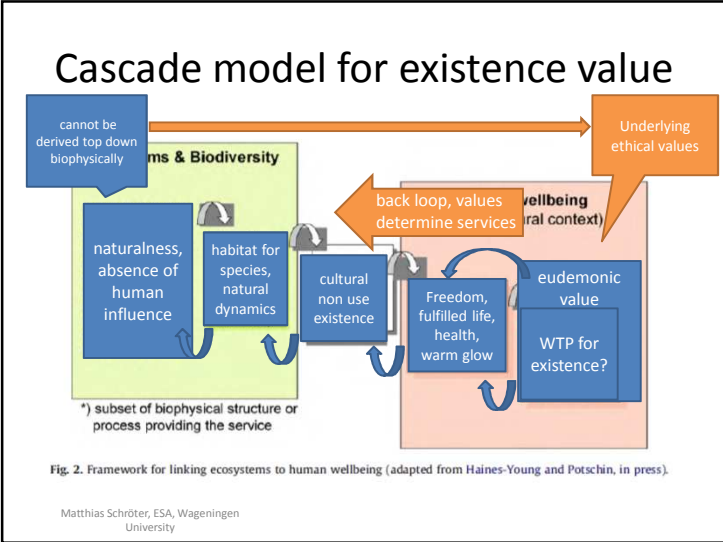 Cascade model for existence value
cannot be
derived top down
biophysically
Underlying
ethical values
ms & Biodiversity
back loop, values
determine services
wellbeing
ral context)
naturalness,
absence of
human
influence
habitat for
species,
natural
dynamics
cultural
non use
existence
Freedom,
fulfilled life,
health,
warm glow
eudemonic
value
WTP for
existence?
*) subset of biophysical structure or
process providing the service
Fig. 2. Framework for linking ecosystems to human wellbeing (adapted from Haines-Young and Potschin, in press).
Matthias Schröter, ESA, Wageningen
University